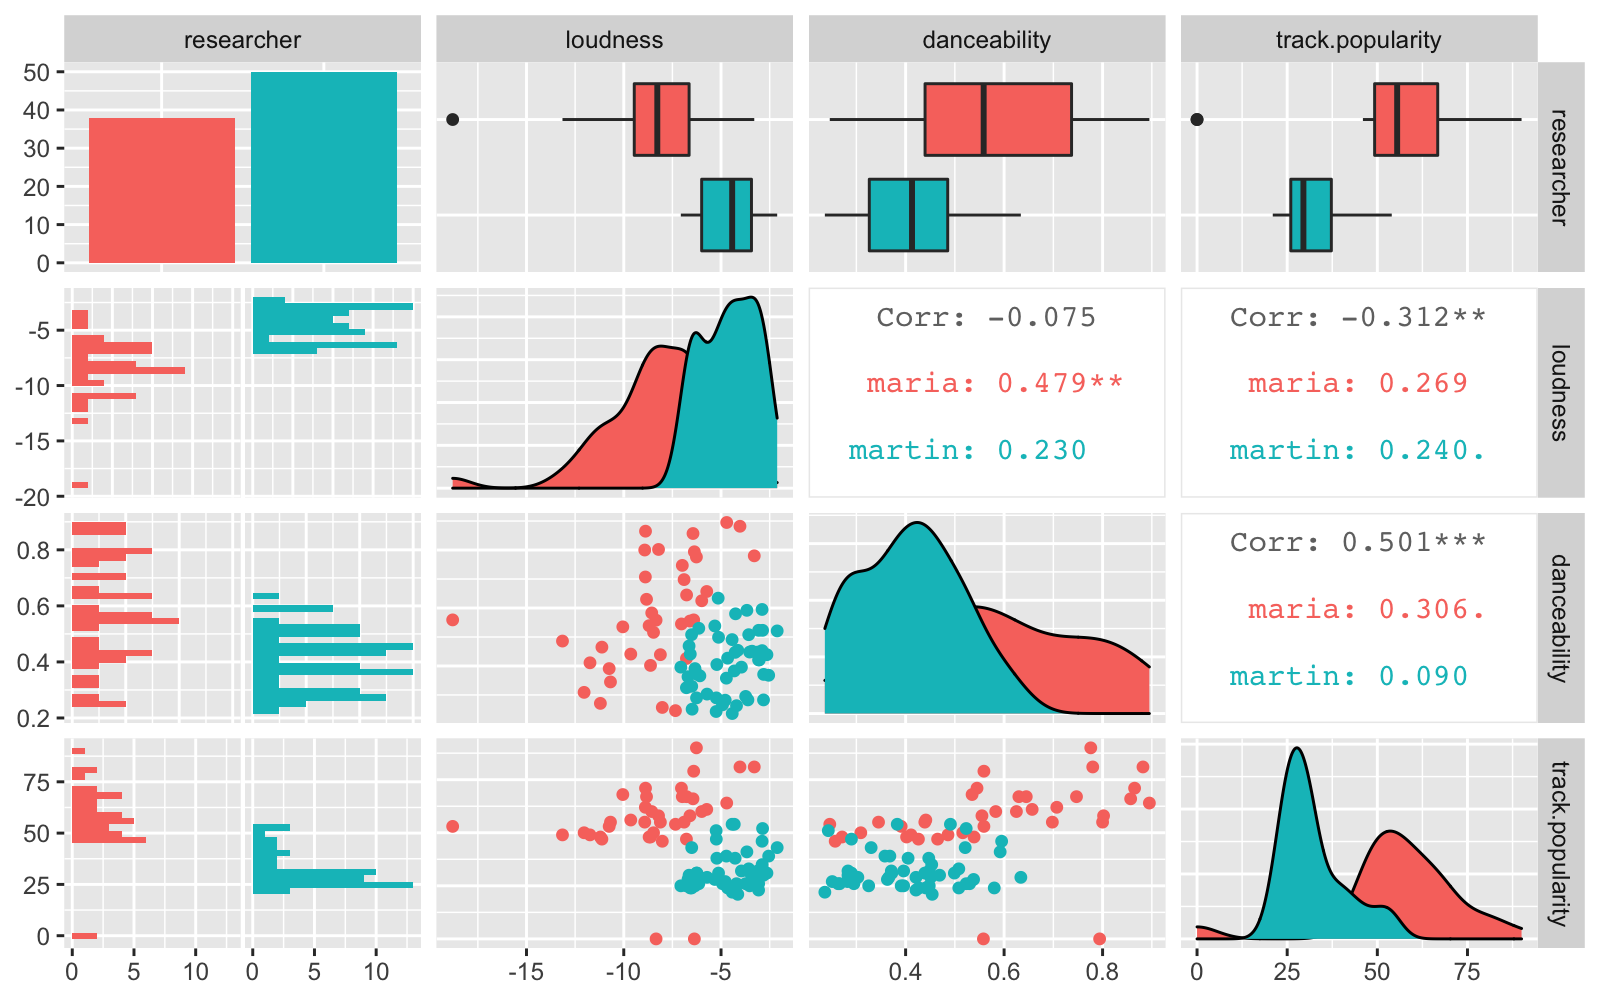 researcher loudness danceability track.popularity
50
40
30
20
10
0
researcher
-5
-10
-15
-20
Corr: -0.075
maria: 0.479**
martin: 0.230
Corr: -0.312**
maria: 0.269
martin: 0.240.
loudness
0.8
0.6
0.4
0.2
Corr: 0.501***
maria: 0.306.
martin: 0.090
danceability
75
50
25
0
track.popularity
0 5 10 0 5 10 -15 -10 -5 0.4 0.6 0.8 0 25 50 75